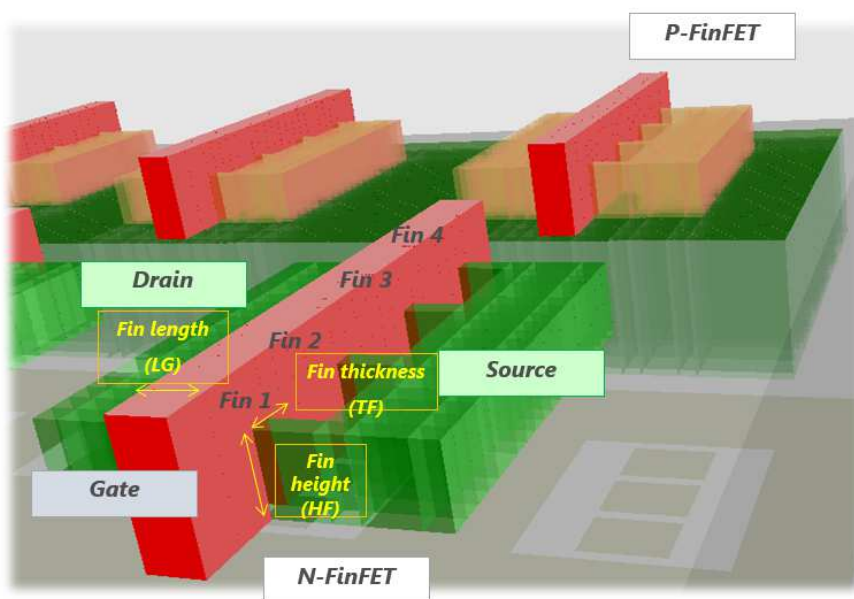 P-FinFET
Fin 4
Drain
Fin 3
Fin length
(LG)
Fin 2
Fin thickness
(TF)
Source
Fin 1
Fin
height
(HF)
Gate
N-FinFET